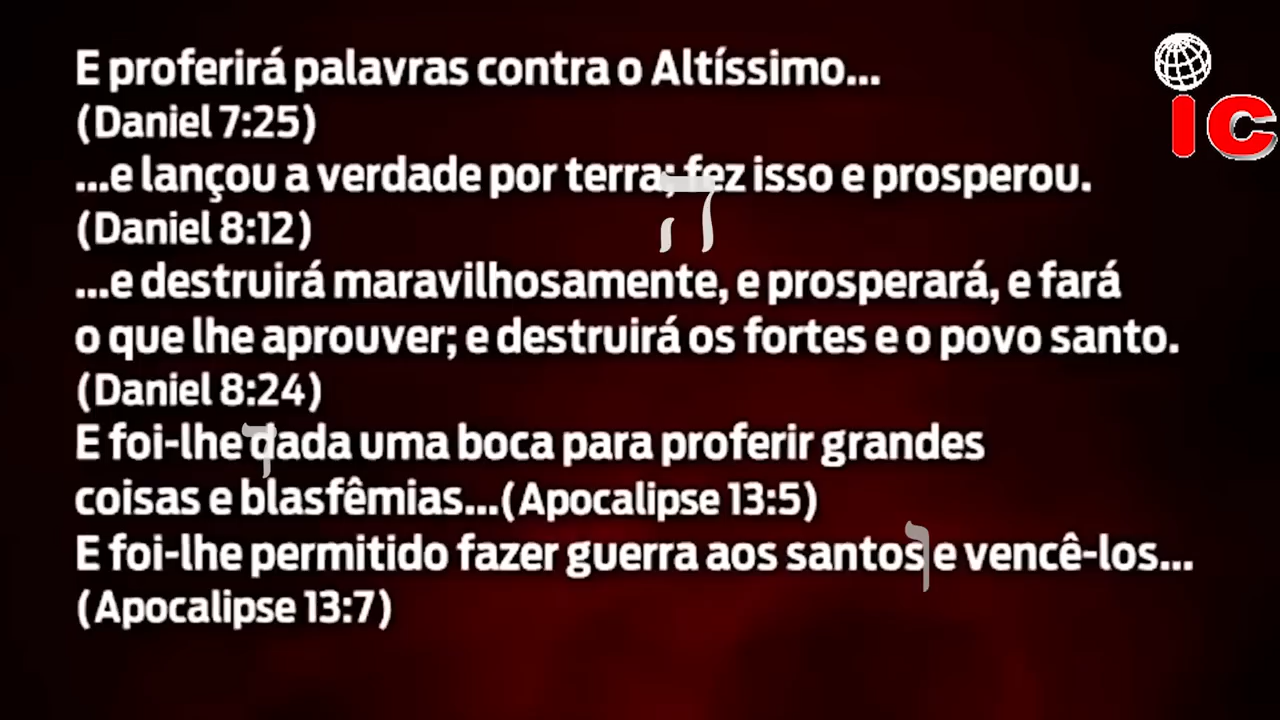 E proferirá palavras contra o Altíssimo...
(Daniel 7:25)
...e lançou a verdade por terra; fez isso e prosperou.
(Daniel 8:12)
...e destruirá maravilhosamente, e prosperará, e fará
o que lhe aprouver; e destruirá os fortes e o povo santo.
(Daniel 8:24)
E foi-lhe dada uma boca para proferir grandes
coisas e blasfêmias...(Apocalipse 13:5)
E foi-lhe permitido fazer guerra aos santos e vencê-los...
(Apocalipse 13:7)
IC
ה